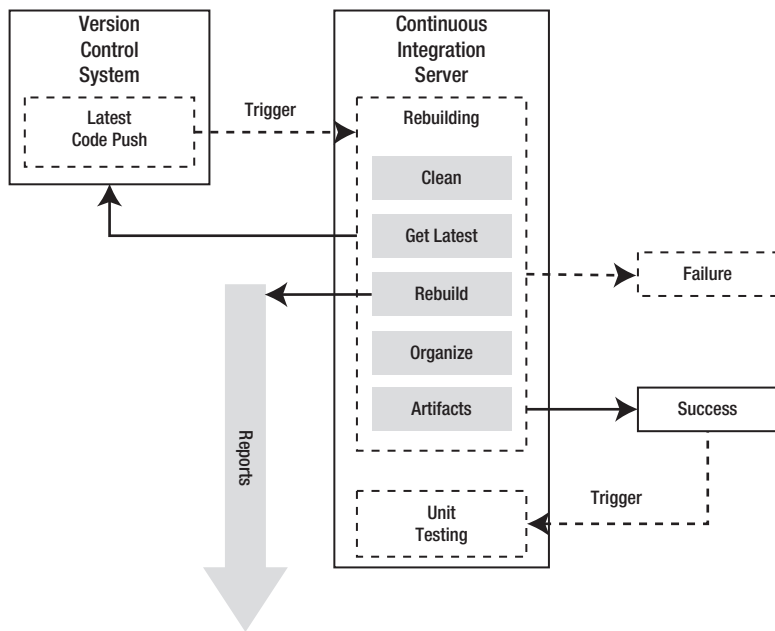 Version
Control
System
Latest
Code Push
Trigger
Continuous
Integration
Server
Rebuilding
Clean
Get Latest
Rebuild
Organize
Artifacts
Failure
Success
Trigger
Unit
Testing
Reports